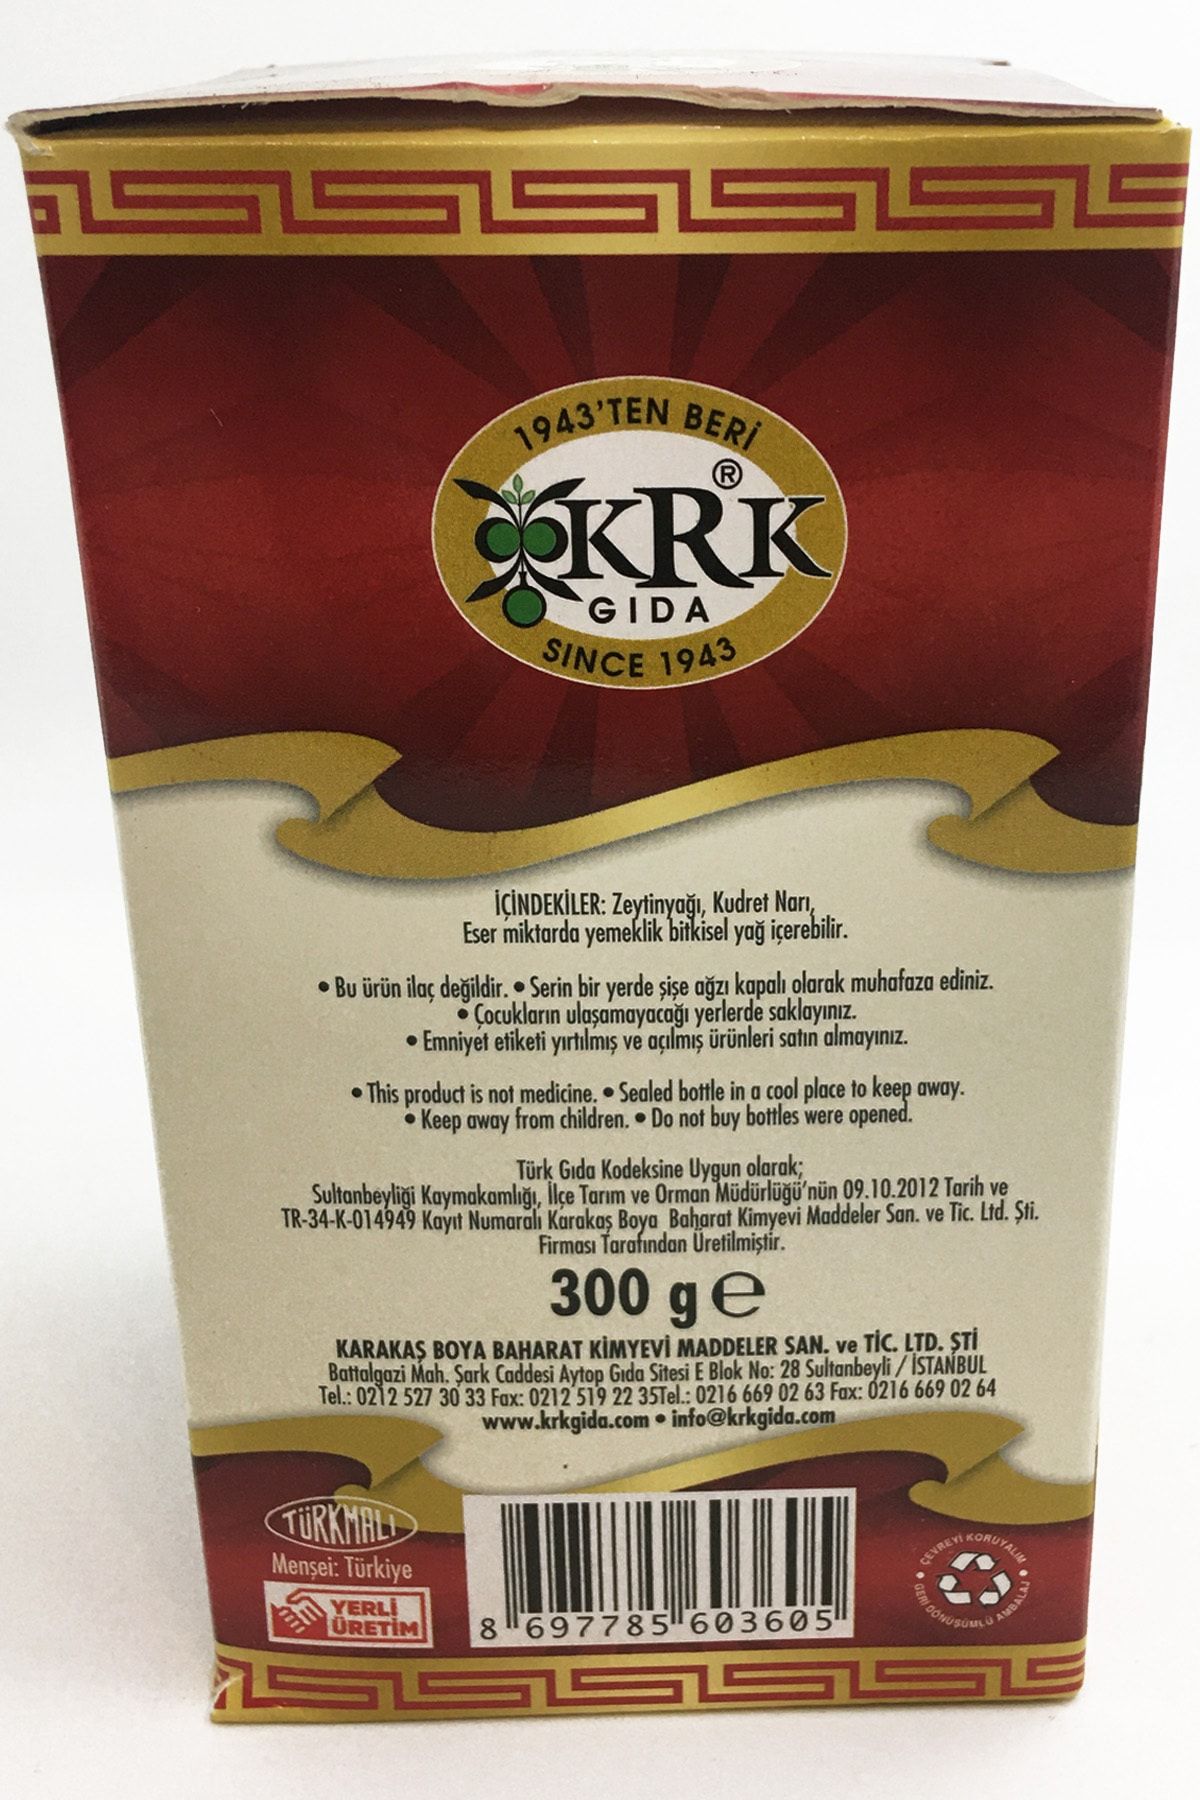 1943'TEN BERİ
KRK®
GIDA
SINCE 1943
İÇİNDEKİLER: Zeytinyağı, Kudret Narı,
Eser miktarda yemeklik bitkisel yağ içerebilir.
• Bu ürün ilaç değildir. • Serin bir yerde şişe ağzı kapalı olarak muhafaza ediniz.
• Çocukların ulaşamayacağı yerlerde saklayınız.
• Emniyet etiketi yırtılmış ve açılmış ürünleri satın almayınız.
• This product is not medicine. • Sealed bottle in a cool place to keep away.
• Keep away from children. • Do not buy bottles were opened.
Türk Gıda Kodeksine Uygun olarak;
Sultanbeyliği Kaymakamlığı, İlçe Tarım ve Orman Müdürlüğü'nün 09.10.2012 Tarih ve
TR-34-K-014949 Kayıt Numaralı Karakaş Boya Baharat Kimyevi Maddeler San. ve Tic. Ltd. Şti.
Firması Tarafından Üretilmiştir.
300 g ℮
KARAKAŞ BOYA BAHARAT KİMYEVİ MADDELER SAN. ve TİC. LTD. ŞTİ
Battalgazi Mah. Şark Caddesi Aytop Gıda Sitesi E Blok No: 28 Sultanbeyli / İSTANBUL
Tel.: 0212 527 30 33 Fax: 0212 519 22 35Tel.: 0216 669 02 63 Fax: 0216 669 02 64
www.krkgida.com • info@krkgida.com
TÜRKMALI
Menşei: Türkiye
YERLİ
ÜRETİM
8 697785 603605
• ÇEVREYİ KORUYALIM •
GERİ DÖNÜŞÜMLÜ AMBALAJ